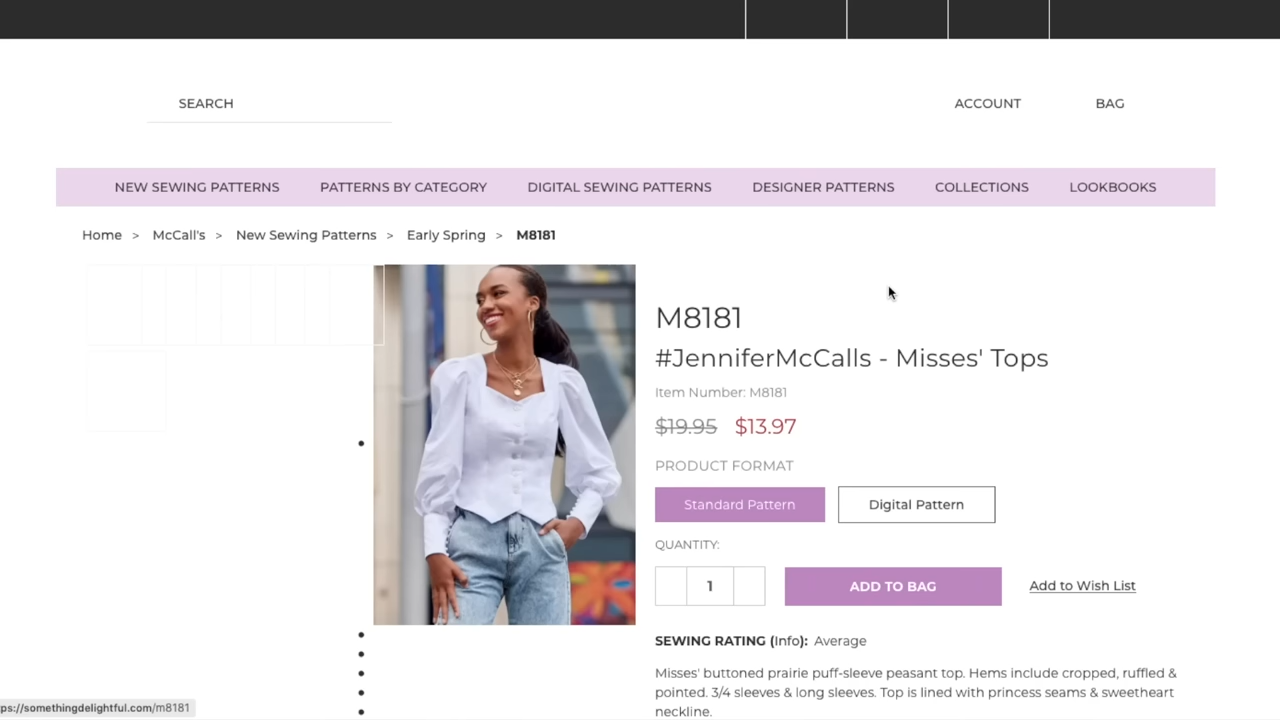 SEARCH
ACCOUNT
BAG
NEW SEWING PATTERNS
PATTERNS BY CATEGORY
DIGITAL SEWING PATTERNS
DESIGNER PATTERNS
COLLECTIONS
LOOKBOOKS
Home > McCall's > New Sewing Patterns > Early Spring > M8181
M8181
#JenniferMcCalls - Misses' Tops
Item Number: M8181
$19.95 $13.97
PRODUCT FORMAT
Standard Pattern
Digital Pattern
QUANTITY:
1
ADD TO BAG
Add to Wish List
SEWING RATING (Info): Average
Misses' buttoned prairie puff-sleeve peasant top. Hems include cropped, ruffled &
pointed. 3/4 sleeves & long sleeves. Top is lined with princess seams & sweetheart
neckline.
ps://somethingdelightful.com/m8181